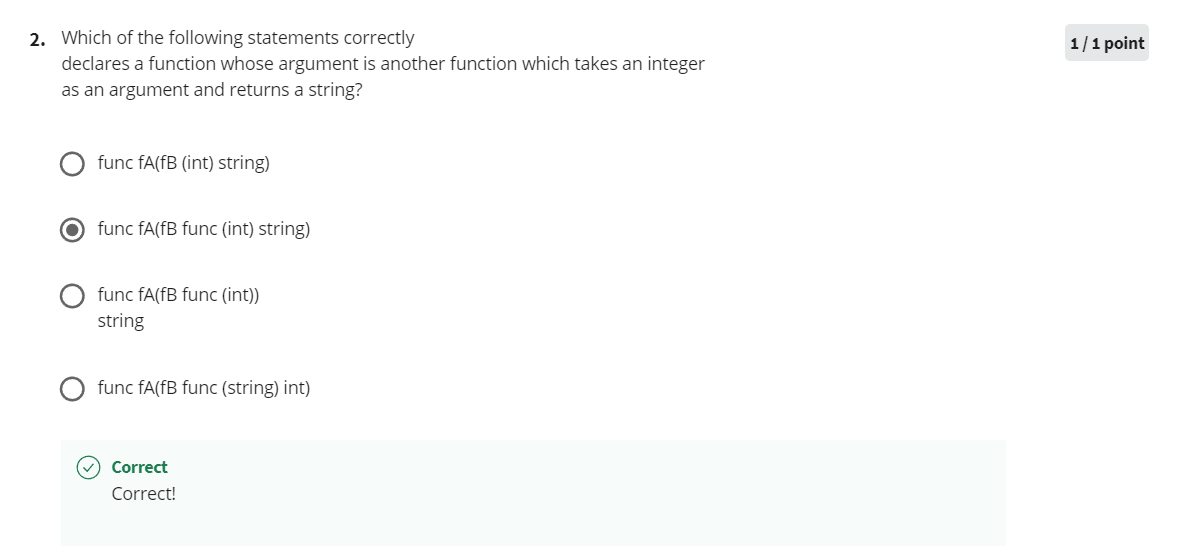 2. Which of the following statements correctly
declares a function whose argument is another function which takes an integer
as an argument and returns a string?
1 / 1 point
func fA(fB (int) string)
func fA(fB func (int) string)
func fA(fB func (int))
string
func fA(fB func (string) int)
Correct
Correct!